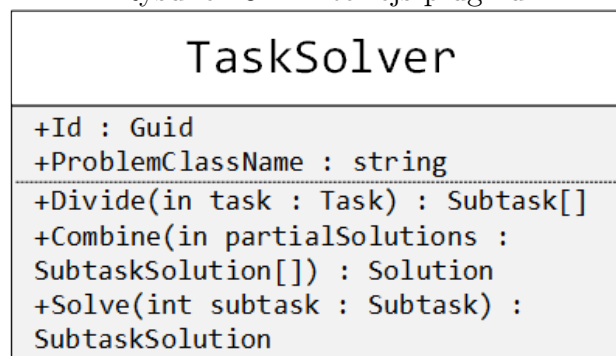 TaskSolver
+Id : Guid
+ProblemClassName : string
+Divide(in task : Task) : Subtask[]
+Combine(in partialSolutions :
SubtaskSolution[]) : Solution
+Solve(int subtask : Subtask) :
SubtaskSolution